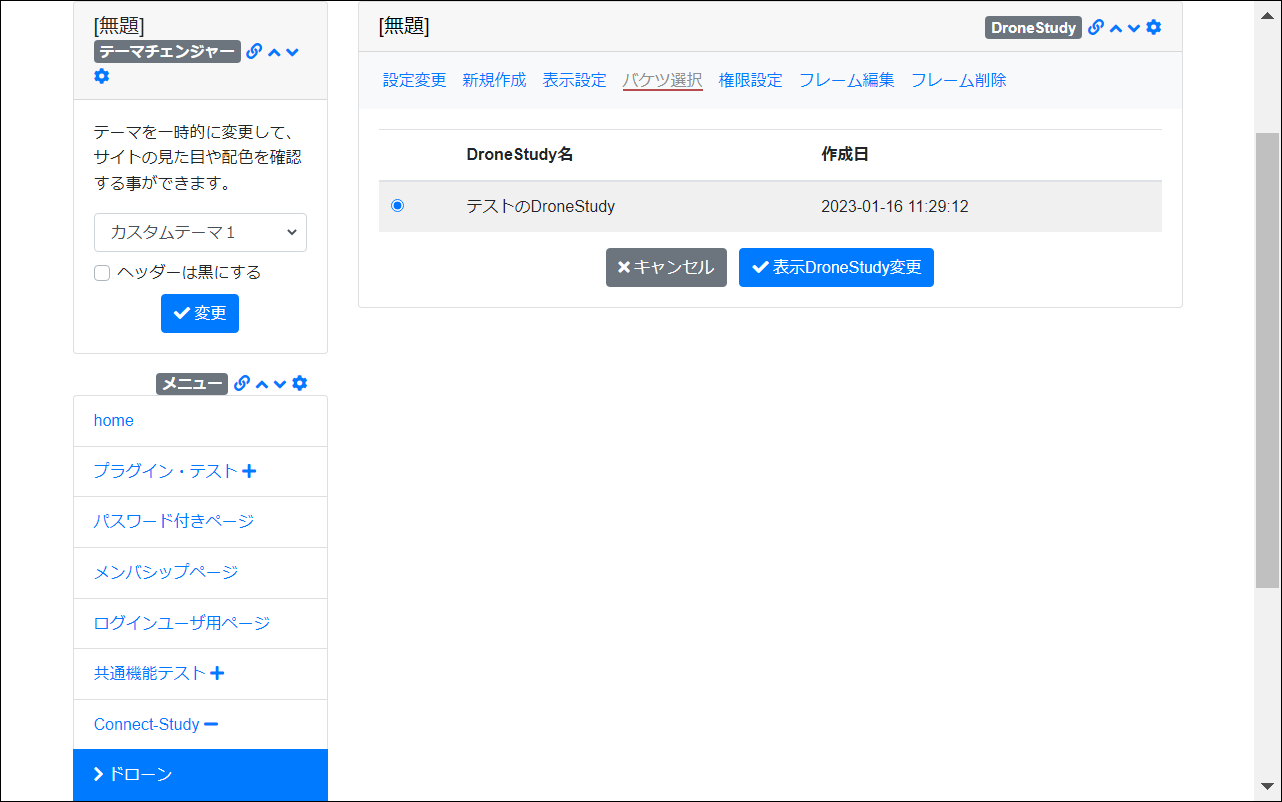 [無題]
テーマチェンジャー
テーマを一時的に変更して、
サイトの見た目や配色を確認
する事ができます。
カスタムテーマ１
ヘッダーは黒にする
変更
メニュー
home
プラグイン・テスト
パスワード付きページ
メンバシップページ
ログインユーザ用ページ
共通機能テスト
Connect-Study
ドローン
[無題] DroneStudy
設定変更 新規作成 表示設定 バケツ選択 権限設定 フレーム編集 フレーム削除
DroneStudy名 作成日
テストのDroneStudy 2023-01-16 11:29:12
キャンセル 表示DroneStudy変更